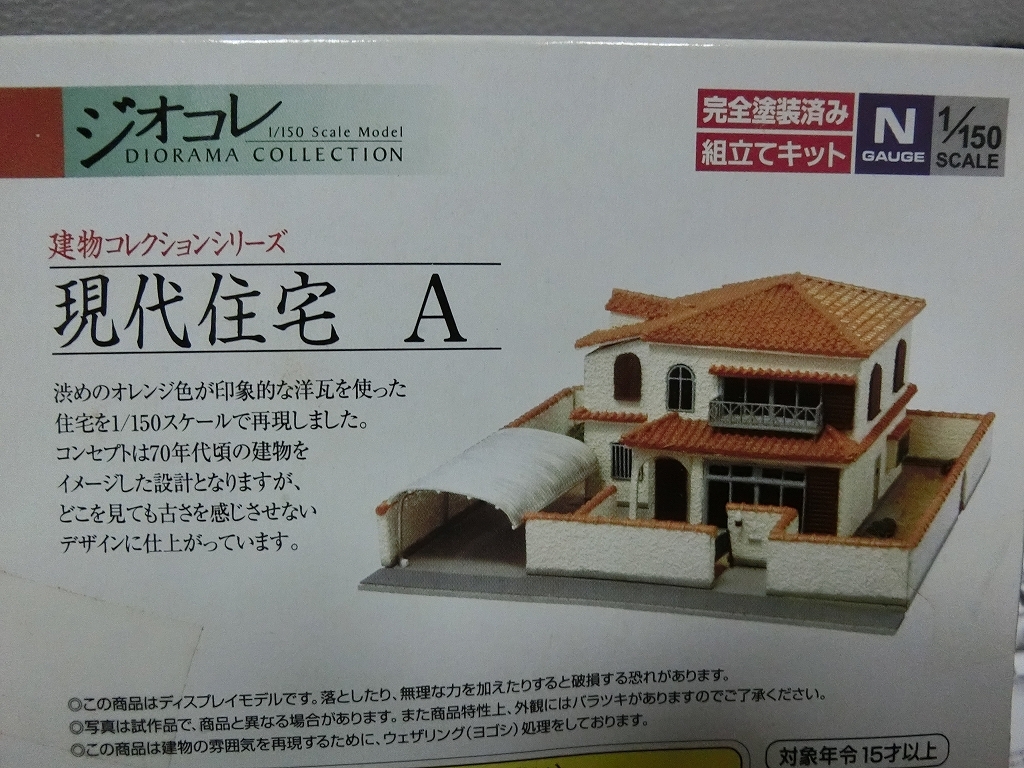 ジオコレ
1/150 Scale Model
DIORAMA COLLECTION
完全塗装済み
組立てキット
N
GAUGE
1/150
SCALE
建物コレクションシリーズ
現代住宅 A
渋めのオレンジ色が印象的な洋瓦を使った
住宅を1/150スケールで再現しました。
コンセプトは70年代頃の建物を
イメージした設計となりますが、
どこを見ても古さを感じさせない
デザインに仕上がっています。
◎この商品はディスプレイモデルです。落としたり、無理な力を加えたりすると破損する恐れがあります。
◎写真は試作品で、商品と異なる場合があります。また商品特性上、外観にはバラツキがありますのでご了承ください。
◎この商品は建物の雰囲気を再現するために、ウェザリング(ヨゴシ)処理をしております。
対象年令15才以上